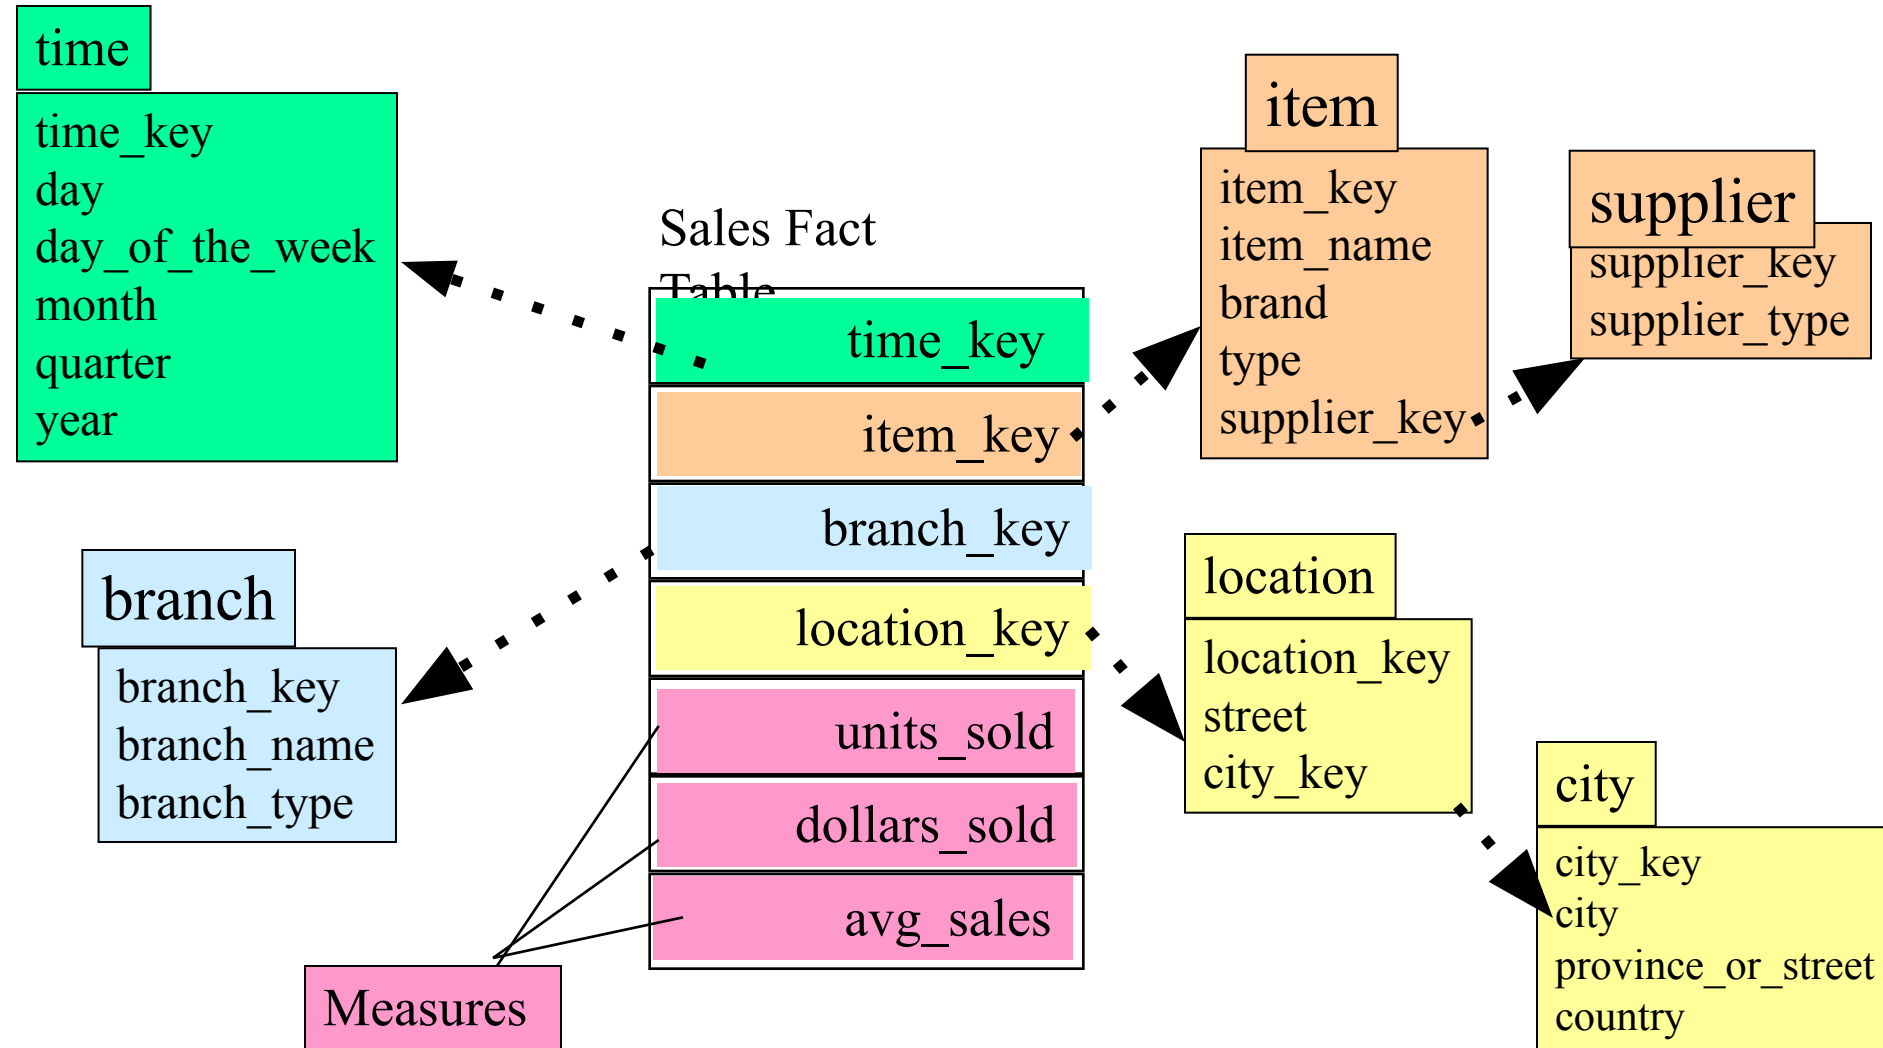 time
time_key
day
day_of_the_week
month
quarter
year
Sales Fact
Table
time_key
item_key
branch_key
location_key
units_sold
dollars_sold
avg_sales
item
item_key
item_name
brand
type
supplier_key
supplier
supplier_key
supplier_type
branch
branch_key
branch_name
branch_type
location
location_key
street
city_key
city
city_key
city
province_or_street
country
Measures